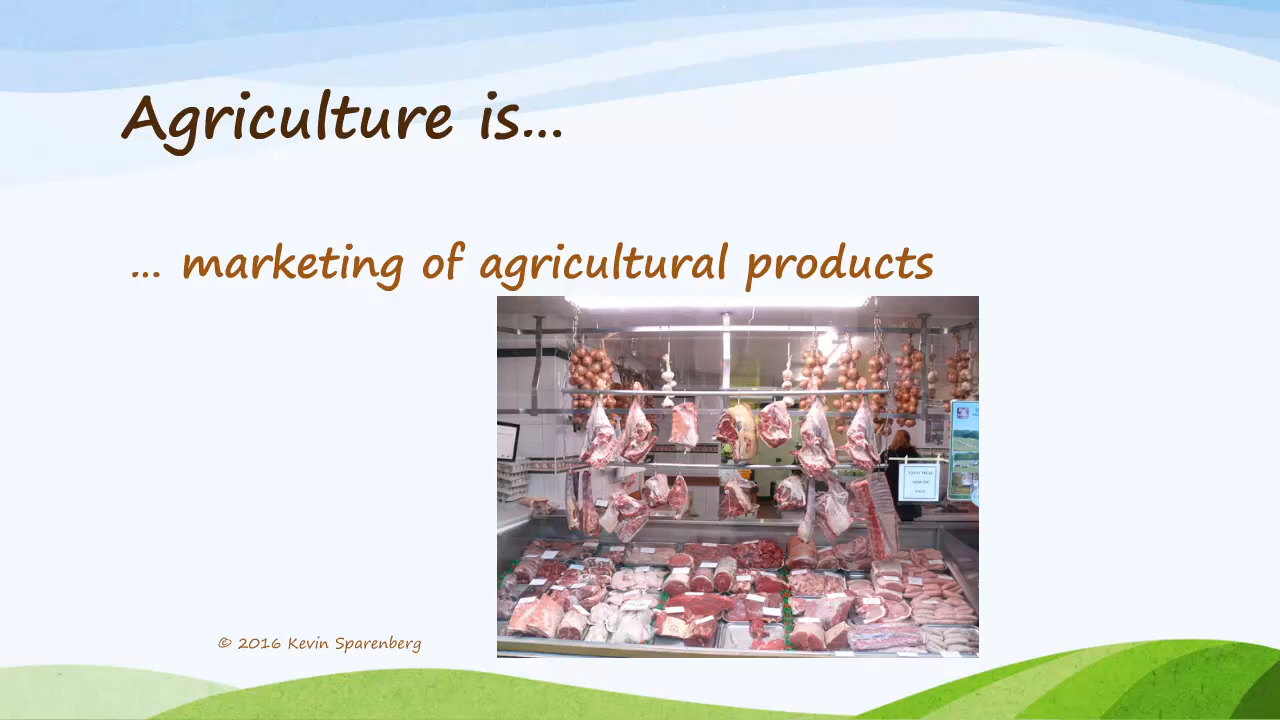 Agriculture is...
... marketing of agricultural products
© 2016 Kevin Sparenberg